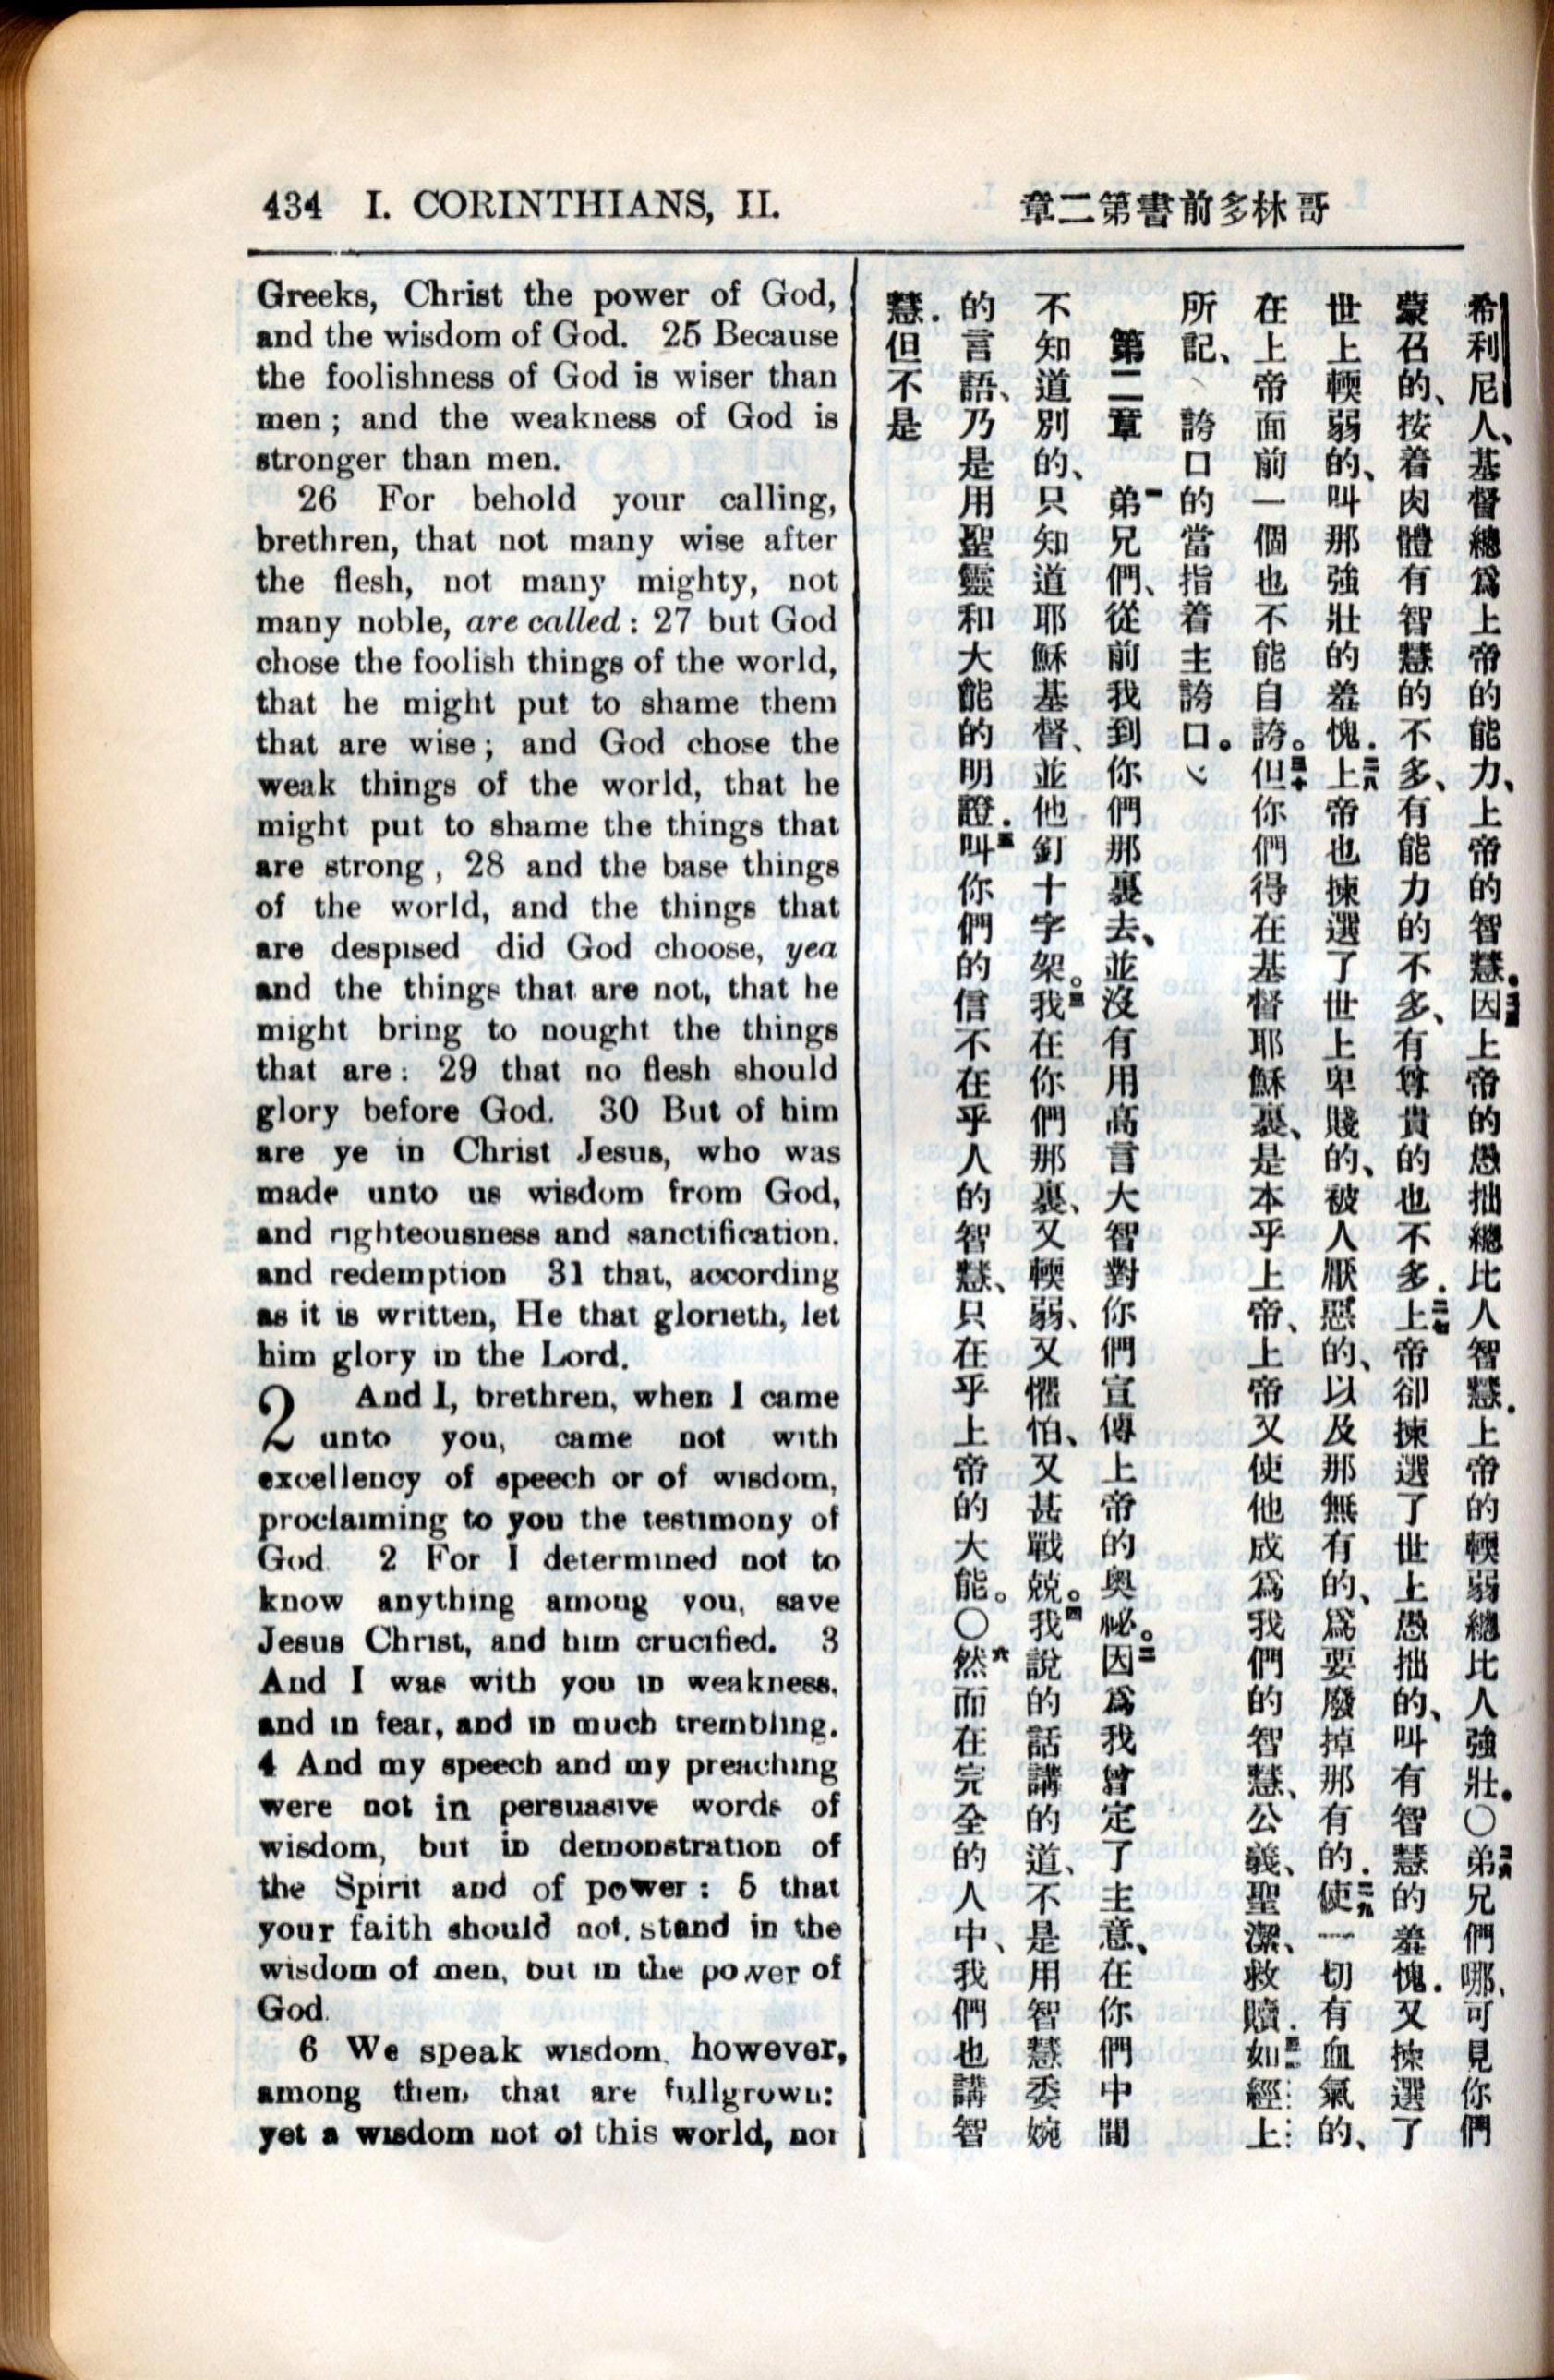 434 I. CORINTHIANS, II.
章二第書前多林哥
Greeks, Christ the power of God,
and the wisdom of God. 25 Because
the foolishness of God is wiser than
men; and the weakness of God is
stronger than men.
26 For behold your calling,
brethren, that not many wise after
the flesh, not many mighty, not
many noble, are called: 27 but God
chose the foolish things of the world,
that he might put to shame them
that are wise; and God chose the
weak things of the world, that he
might put to shame the things that
are strong, 28 and the base things
of the world, and the things that
are despised did God choose, yea
and the things that are not, that he
might bring to nought the things
that are: 29 that no flesh should
glory before God. 30 But of him
are ye in Christ Jesus, who was
made unto us wisdom from God,
and righteousness and sanctification,
and redemption 31 that, according
as it is written, He that glorieth, let
him glory in the Lord.
2 And I, brethren, when I came
unto you, came not with
excellency of speech or of wisdom,
proclaiming to you the testimony of
God. 2 For I determined not to
know anything among you, save
Jesus Christ, and him crucified. 3
And I was with you in weakness,
and in fear, and in much trembling.
4 And my speech and my preaching
were not in persuasive words of
wisdom, but in demonstration of
the Spirit and of power: 5 that
your faith should not stand in the
wisdom of men, but in the power of
God.
6 We speak wisdom, however,
among them that are fullgrown:
yet a wisdom not of this world, nor
希利尼人、基督總爲上帝的能力、上帝的智慧.二五因上帝的愚拙總比人智慧.上帝的輭弱總比人強壯。○二六弟兄們哪、可見你們
蒙召的、按着肉體有智慧的不多、有能力的不多、有尊貴的也不多.二七上帝卻揀選了世上愚拙的、叫有智慧的羞愧.又揀選了
世上輭弱的、叫那強壯的羞愧.二八上帝也揀選了世上卑賤的、被人厭惡的、以及那無有的、爲要廢掉那有的.二九使一切有血氣的、
在上帝面前一個也不能自誇。三十但你們得在基督耶穌裏、是本乎上帝、上帝又使他成爲我們的智慧、公義、聖潔、救贖.三一如經上
所記、誇口的當指着主誇口。
第二章 一弟兄們、從前我到你們那裏去、並沒有用高言大智對你們宣傳上帝的奧祕。二因爲我曾定了主意、在你們中間
不知道別的、只知道耶穌基督、並他釘十字架。三我在你們那裏、又輭弱、又懼怕、又甚戰兢。四我說的話講的道、不是用智慧委婉
的言語、乃是用聖靈和大能的明證.五叫你們的信不在乎人的智慧、只在乎上帝的大能。○六然而在完全的人中、我們也講智
慧.但不是